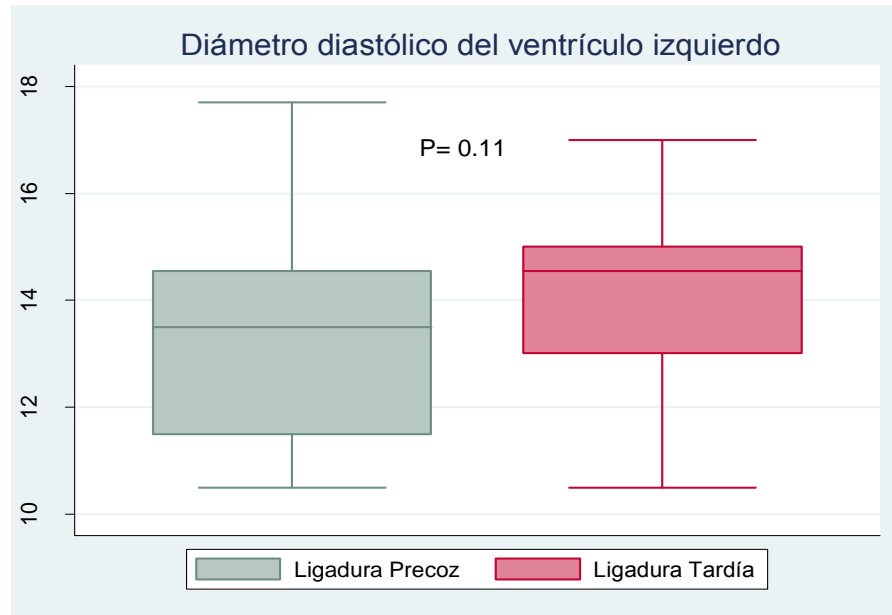 Diámetro diastólico del ventrículo izquierdo
18
P= 0.11
16
14
12
10
Ligadura Precoz
Ligadura Tardía